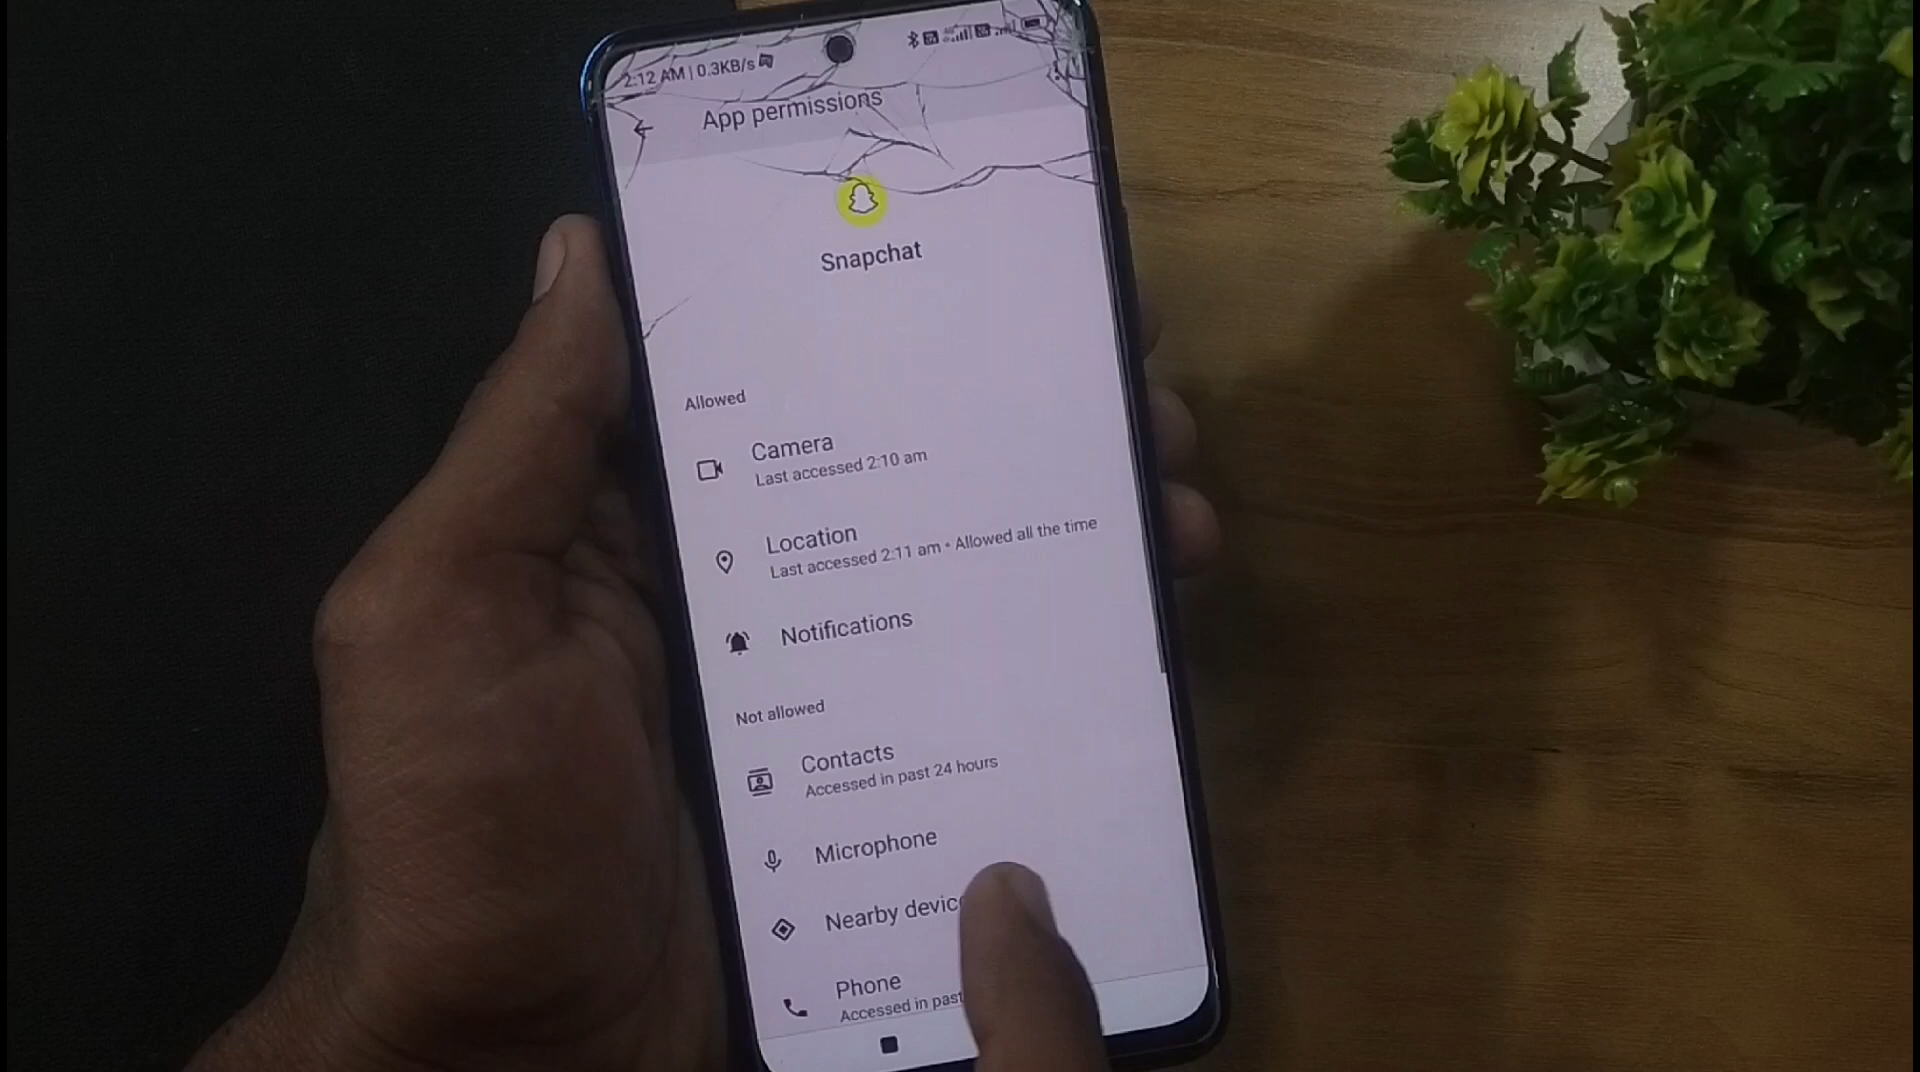 2:12 AM | 0.3KB/s
App permissions
Snapchat
Allowed
Camera
Last accessed 2:10 am
Location
Last accessed 2:11 am • Allowed all the time
Notifications
Not allowed
Contacts
Accessed in past 24 hours
Microphone
Nearby devic
Phone
Accessed in past